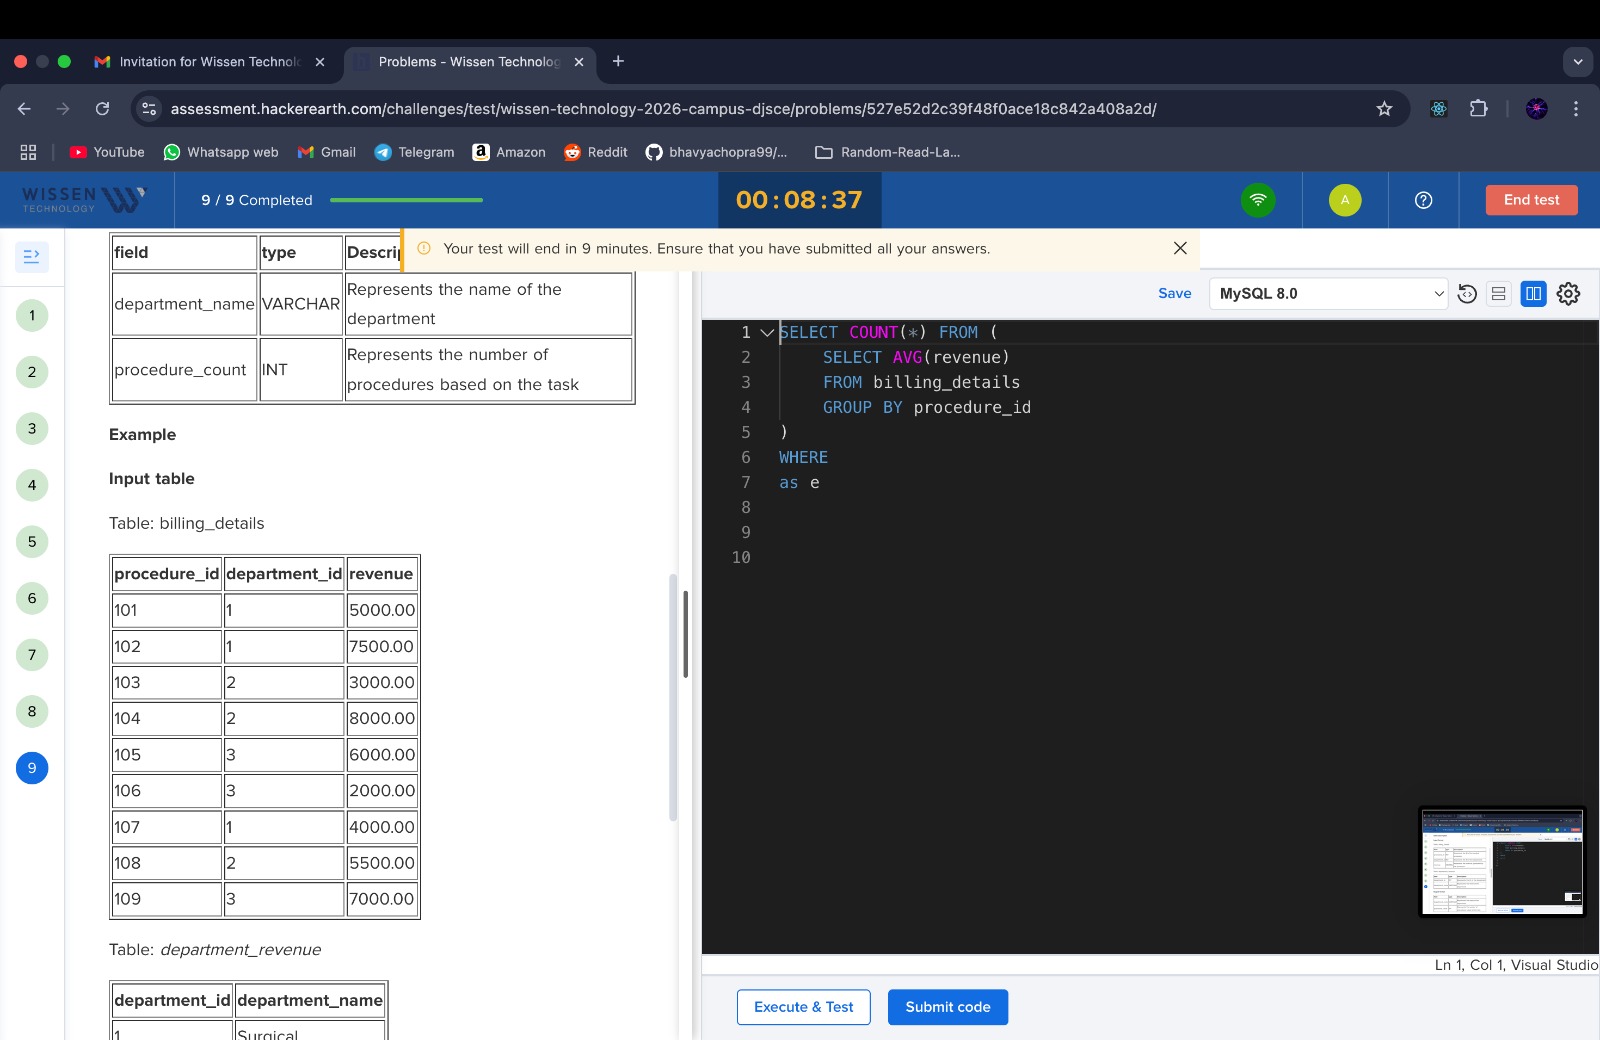 Invitation for Wissen Technolo
Problems - Wissen Technolog
assessment.hackerearth.com/challenges/test/wissen-technology-2026-campus-djsce/problems/527e52d2c39f48f0ace18c842a408a2d/
YouTube
Whatsapp web
Gmail
Telegram
Amazon
Reddit
bhavyachopra99/...
Random-Read-La...
WISSEN
TECHNOLOGY
9 / 9 Completed
00:08:37
A
End test
Your test will end in 9 minutes. Ensure that you have submitted all your answers.
field type Descrip
department_name VARCHAR Represents the name of the
department
procedure_count INT Represents the number of
procedures based on the task
Example
Input table
Table: billing_details
procedure_id department_id revenue
101 1 5000.00
102 1 7500.00
103 2 3000.00
104 2 8000.00
105 3 6000.00
106 3 2000.00
107 1 4000.00
108 2 5500.00
109 3 7000.00
Table: department_revenue
department_id department_name
1 Surgical
1
2
3
4
5
6
7
8
9
Save
MySQL 8.0
1 SELECT COUNT(*) FROM (
2 SELECT AVG(revenue)
3 FROM billing_details
4 GROUP BY procedure_id
5 )
6 WHERE
7 as e
8
9
10
Ln 1, Col 1, Visual Studio
Execute & Test
Submit code